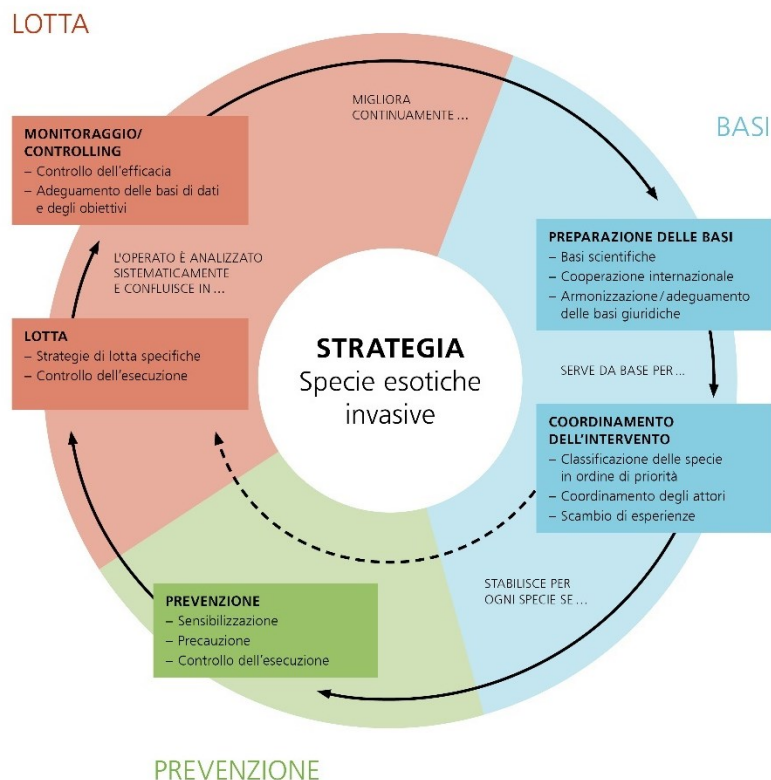 LOTTA
MIGLIORA
CONTINUAMENTE ...
BASI
MONITORAGGIO/
CONTROLLING
– Controllo dell'efficacia
– Adeguamento delle basi di dati
e degli obiettivi
L'OPERATO È ANALIZZATO
SISTEMATICAMENTE
E CONFLUISCE IN ...
PREPARAZIONE DELLE BASI
– Basi scientifiche
– Cooperazione internazionale
– Armonizzazione/adeguamento
delle basi giuridiche
LOTTA
– Strategie di lotta specifiche
– Controllo dell'esecuzione
STRATEGIA
Specie esotiche
invasive
SERVE DA BASE PER ...
COORDINAMENTO
DELL'INTERVENTO
– Classificazione delle specie
in ordine di priorità
– Coordinamento degli attori
– Scambio di esperienze
STABILISCE PER
OGNI SPECIE SE ...
PREVENZIONE
– Sensibilizzazione
– Precauzione
– Controllo dell'esecuzione
PREVENZIONE